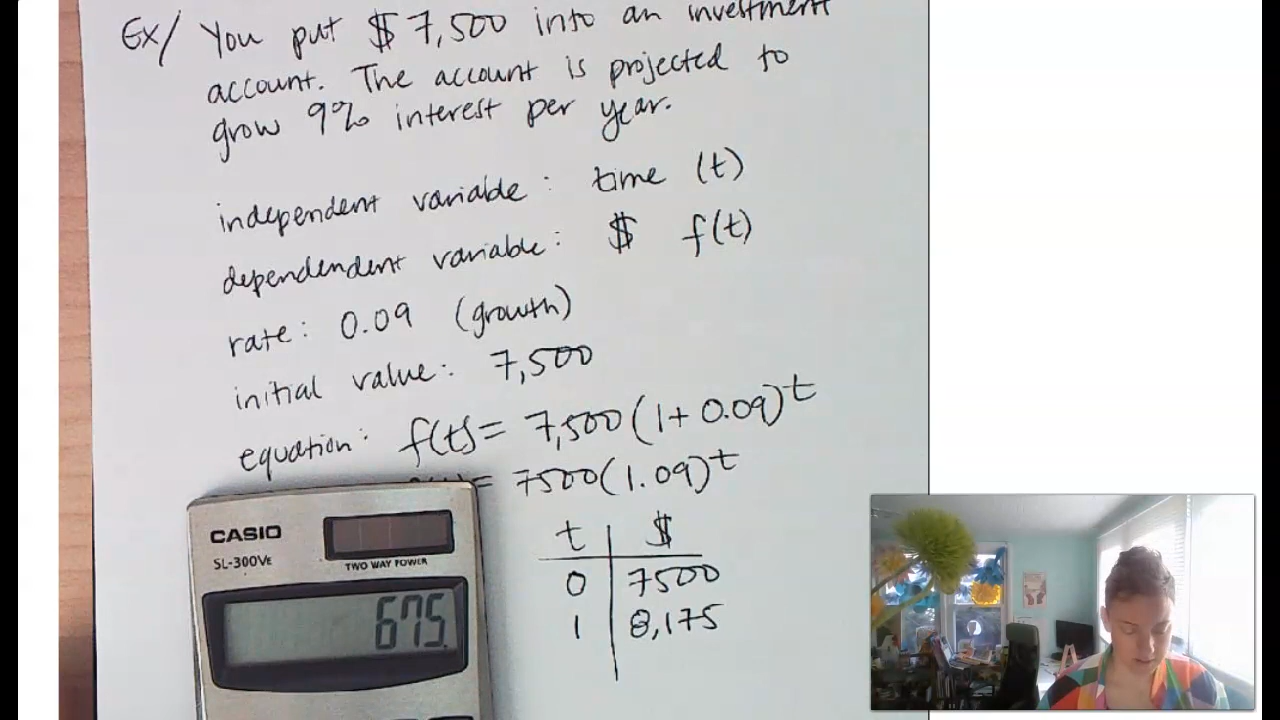 Ex/ You put $7,500 into an investment
account. The account is projected to
grow 9% interest per year.
independent variable: time (t)
dependendent variable: $ f(t)
rate: 0.09 (growth)
initial value: 7,500
equation: f(t) = 7,500(1+0.09)^t
= 7500(1.09)^t
t $
0 7500
1 8,175
CASIO
SL-300VE
TWO WAY POWER
675.